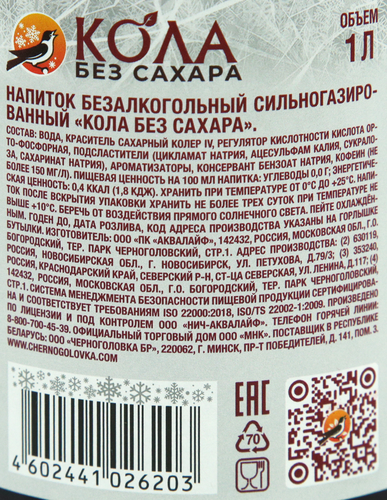 КОЛА
БЕЗ САХАРА
ОБЪЕМ
1 Л
НАПИТОК БЕЗАЛКОГОЛЬНЫЙ СИЛЬНОГАЗИРО-
ВАННЫЙ «КОЛА БЕЗ САХАРА».
СОСТАВ: ВОДА, КРАСИТЕЛЬ САХАРНЫЙ КОЛЕР IV, РЕГУЛЯТОР КИСЛОТНОСТИ КИСЛОТА ОР-
ТО-ФОСФОРНАЯ, ПОДСЛАСТИТЕЛИ (ЦИКЛАМАТ НАТРИЯ, АЦЕСУЛЬФАМ КАЛИЯ, СУКРАЛО-
ЗА, САХАРИНАТ НАТРИЯ), АРОМАТИЗАТОРЫ, КОНСЕРВАНТ БЕНЗОАТ НАТРИЯ, КОФЕИН (НЕ
БОЛЕЕ 150 МГ/Л). ПИЩЕВАЯ ЦЕННОСТЬ НА 100 МЛ НАПИТКА: УГЛЕВОДЫ 0,0 Г; ЭНЕРГЕТИЧЕ-
СКАЯ ЦЕННОСТЬ: 0,4 ККАЛ (1,8 КДЖ). ХРАНИТЬ ПРИ ТЕМПЕРАТУРЕ ОТ 0°С ДО +25°С. НАПИ-
ТОК ПОСЛЕ ВСКРЫТИЯ УПАКОВКИ ХРАНИТЬ НЕ БОЛЕЕ ТРЕХ СУТОК ПРИ ТЕМПЕРАТУРЕ НЕ
ВЫШЕ +10°С. БЕРЕЧЬ ОТ ВОЗДЕЙСТВИЯ ПРЯМОГО СОЛНЕЧНОГО СВЕТА. ПЕЙТЕ ОХЛАЖДЁН-
НЫМ. ГОДЕН ДО, ДАТА РОЗЛИВА, КОД АДРЕСА ПРОИЗВОДСТВА УКАЗАНЫ НА ГОРЛЫШКЕ
БУТЫЛКИ. ИЗГОТОВИТЕЛЬ: ООО «ПК «АКВАЛАЙФ», 142432, РОССИЯ, МОСКОВСКАЯ ОБЛ., Г.О.
БОГОРОДСКИЙ, ТЕР. ПАРК ЧЕРНОГОЛОВСКИЙ, СТР.1. АДРЕС ПРОИЗВОДСТВА: (2) 630119,
РОССИЯ, НОВОСИБИРСКАЯ ОБЛ., Г. НОВОСИБИРСК, УЛ. ПЕТУХОВА, Д.79/3; (3) 353230,
РОССИЯ, КРАСНОДАРСКИЙ КРАЙ, СЕВЕРСКИЙ Р-Н, СТ-ЦА СЕВЕРСКАЯ, УЛ. ЛЕНИНА, Д.117; (4)
РОССИЯ, МОСКОВСКАЯ ОБЛ., Г.О. БОГОРОДСКИЙ, ТЕР. ПАРК ЧЕРНОГОЛОВСКИЙ,
СТР.1. СИСТЕМА МЕНЕДЖМЕНТА БЕЗОПАСНОСТИ ПИЩЕВОЙ ПРОДУКЦИИ СЕРТИФИЦИРОВА-
НА И СООТВЕТСТВУЕТ ТРЕБОВАНИЯМ ISO 22000:2018, ISO/TS 22002-1:2009. ПРОИЗВЕДЕНО
ПО ЛИЦЕНЗИИ И ПОД КОНТРОЛЕМ ООО «НИЧ-АКВАЛАЙФ». ТЕЛЕФОН ГОРЯЧЕЙ ЛИНИИ:
8-800-700-45-39. ТОРГОВЫЙ ДОМ ООО «МНК». ПОСТАВЩИК В РЕСПУБЛИКЕ
БЕЛАРУСЬ: ООО «ЧЕРНОГОЛОВКА БР», 220062, Г. МИНСК, ПР-Т ПОБЕДИТЕЛЕЙ, Д. 141, ПОМ. 3.
WWW.CHERNOGOLOVKA.COM
EAC
70
4 602441 026203